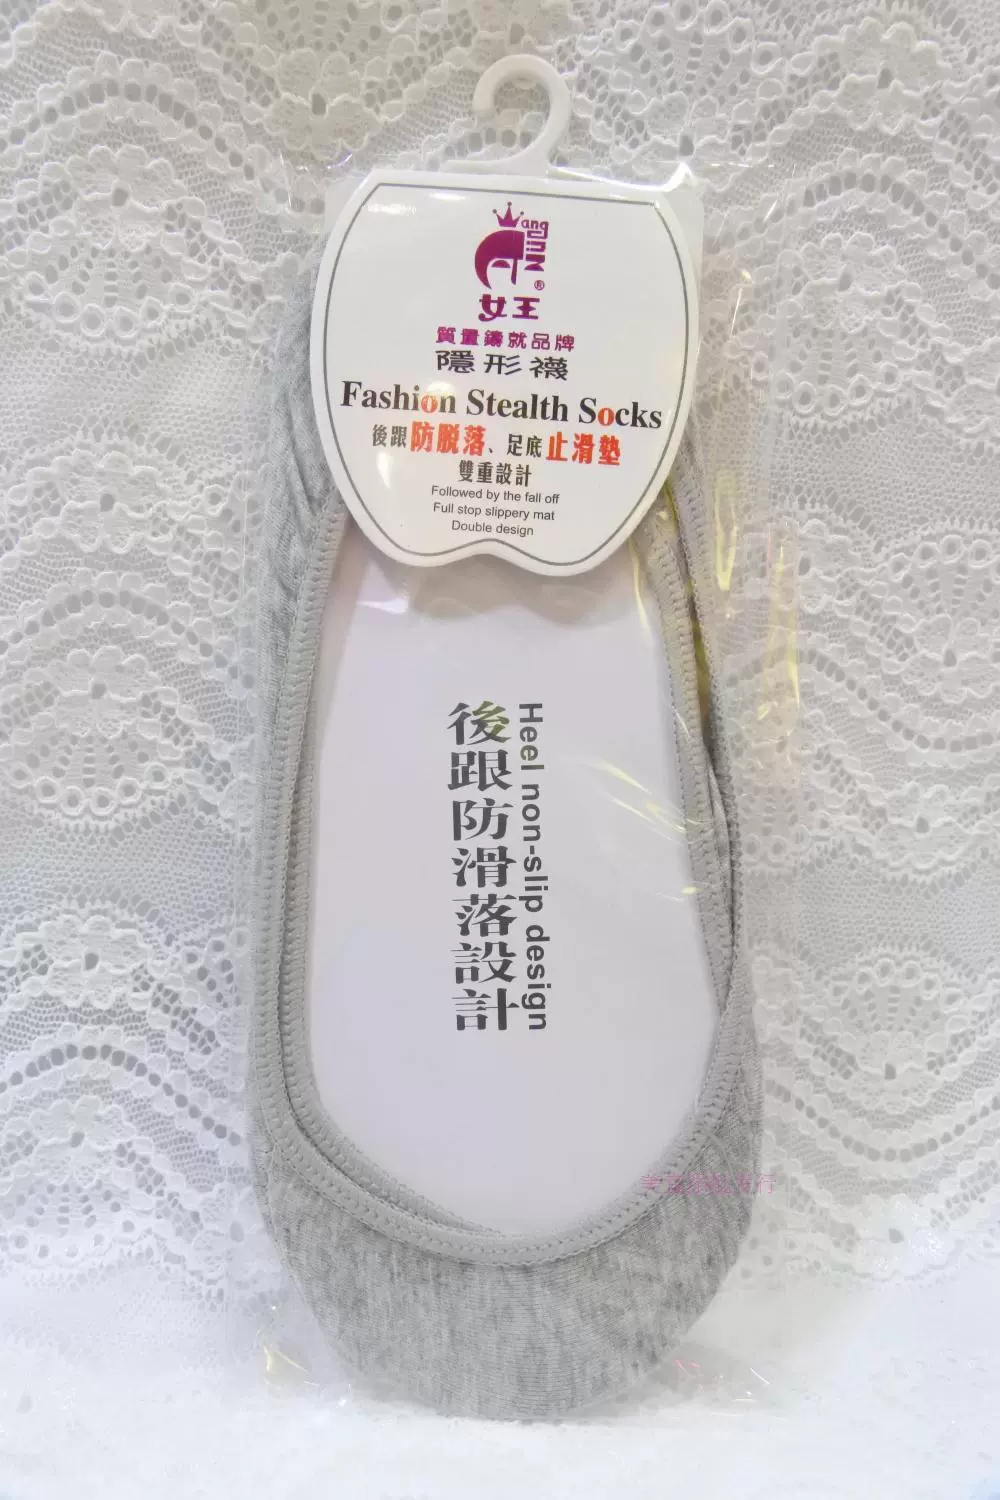 女王
質量鑄就品牌
隱形襪
Fashion Stealth Socks
後跟防脫落、足底止滑墊
雙重設計
Followed by the fall off
Full stop slippery mat
Double design
後跟防滑落設計
Heel non-slip design